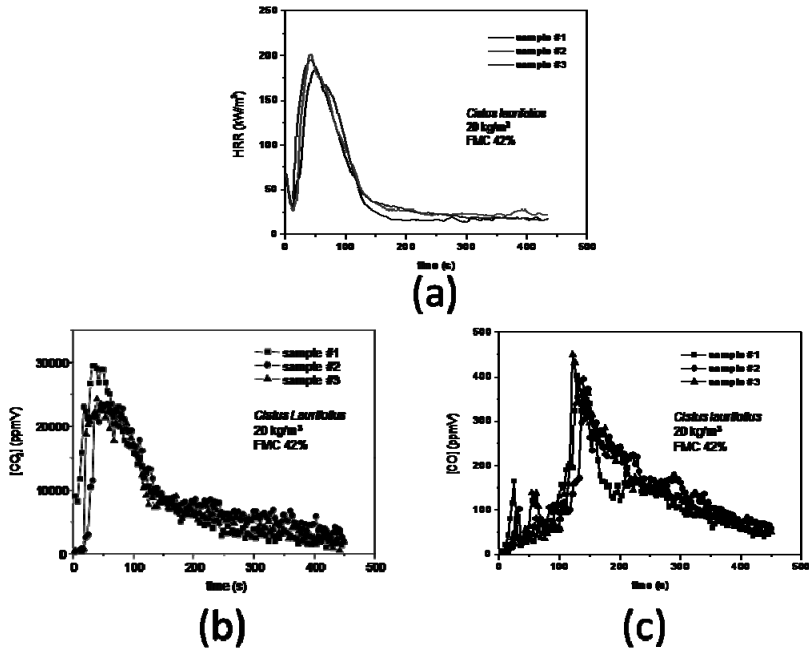 250
200
150
100
50
0
HRR (kW/m²)
sample #1
sample #2
sample #3
Cistus laurifolius
20 kg/m³
FMC 42%
0 100 200 300 400 500
time (s)
(a)
30000
20000
10000
0
[CO₂] (ppmV)
sample #1
sample #2
sample #3
Cistus Laurifolius
20 kg/m³
FMC 42%
0 100 200 300 400 500
time (s)
(b)
500
400
300
200
100
0
[CO] (ppmV)
sample #1
sample #2
sample #3
Cistus laurifolius
20 kg/m³
FMC 42%
0 100 200 300 400 500
time (s)
(c)